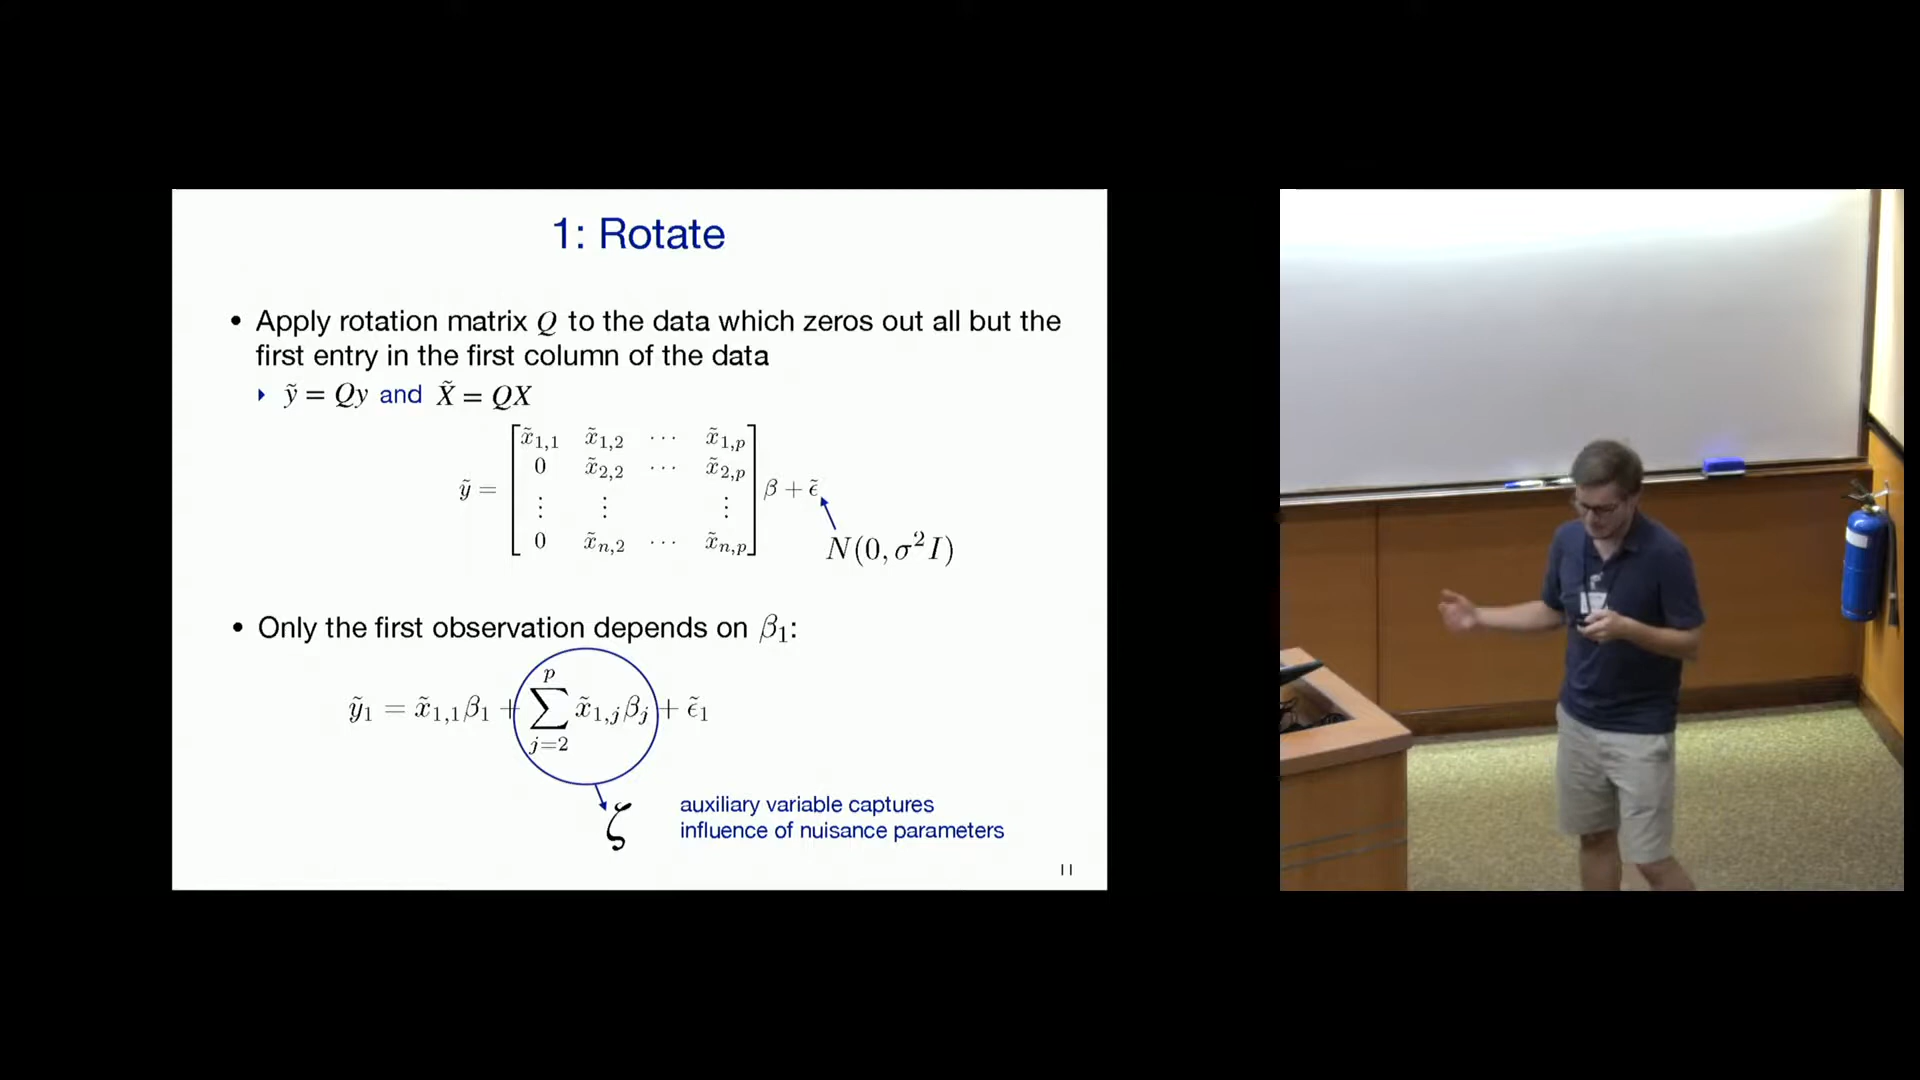 1: Rotate
• Apply rotation matrix Q to the data which zeros out all but the
first entry in the first column of the data
‣ ỹ = Qy and X̃ = QX
ỹ = [ x̃₁,₁ x̃₁,₂ ⋯ x̃₁,ₚ
0 x̃₂,₂ ⋯ x̃₂,ₚ
⋮ ⋮ ⋮
0 x̃ₙ,₂ ⋯ x̃ₙ,ₚ ] β + ϵ̃
N(0, σ²I)
• Only the first observation depends on β₁:
ỹ₁ = x̃₁,₁β₁ + ∑_{j=2}^{p} x̃₁,ⱼβⱼ + ϵ̃₁
ζ
auxiliary variable captures
influence of nuisance parameters
11